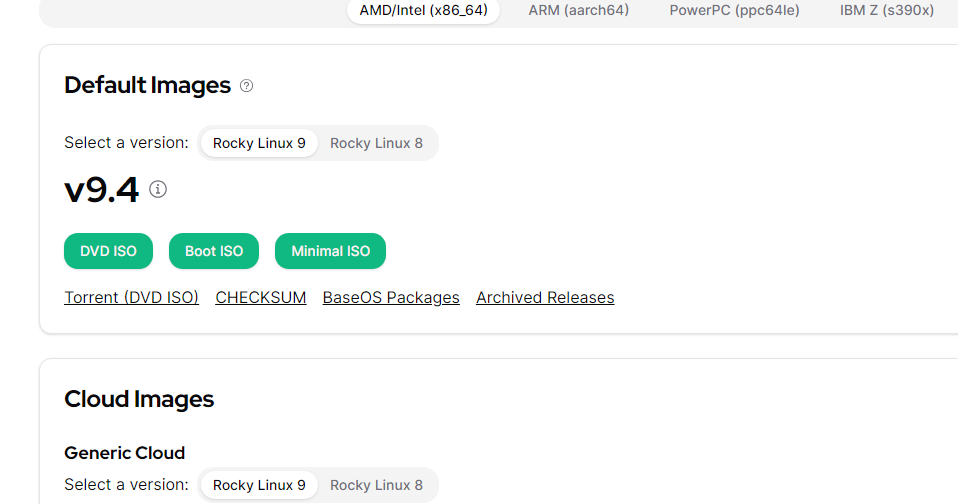 AMD/Intel (x86_64) ARM (aarch64) PowerPC (ppc64le) IBM Z (s390x)
Default Images
Select a version: Rocky Linux 9 Rocky Linux 8
v9.4
DVD ISO Boot ISO Minimal ISO
Torrent (DVD ISO) CHECKSUM BaseOS Packages Archived Releases
Cloud Images
Generic Cloud
Select a version: Rocky Linux 9 Rocky Linux 8